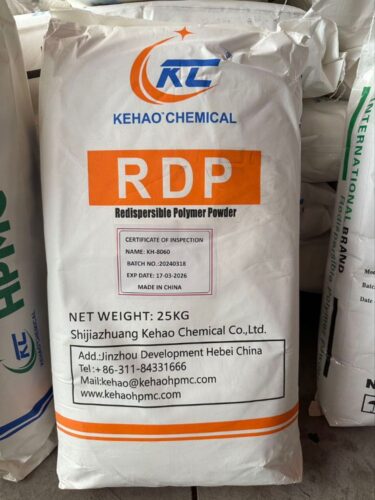 KC
KEHAO CHEMICAL
RDP
Redispersible Polymer Powder
CERTIFICATE OF INSPECTION
NAME: KH-8060
BATCH NO.:20240318
EXP DATE: 17-03-2026
MADE IN CHINA
NET WEIGHT: 25KG
Shijiazhuang Kehao Chemical Co.,Ltd.
Add.:Jinzhou Development Hebei China
Tel:+86-311-84331666
Mail:kehao@kehaohpmc.com
www.kehaohpmc.com
HPMC
KC
INTERNATIONAL BRAND